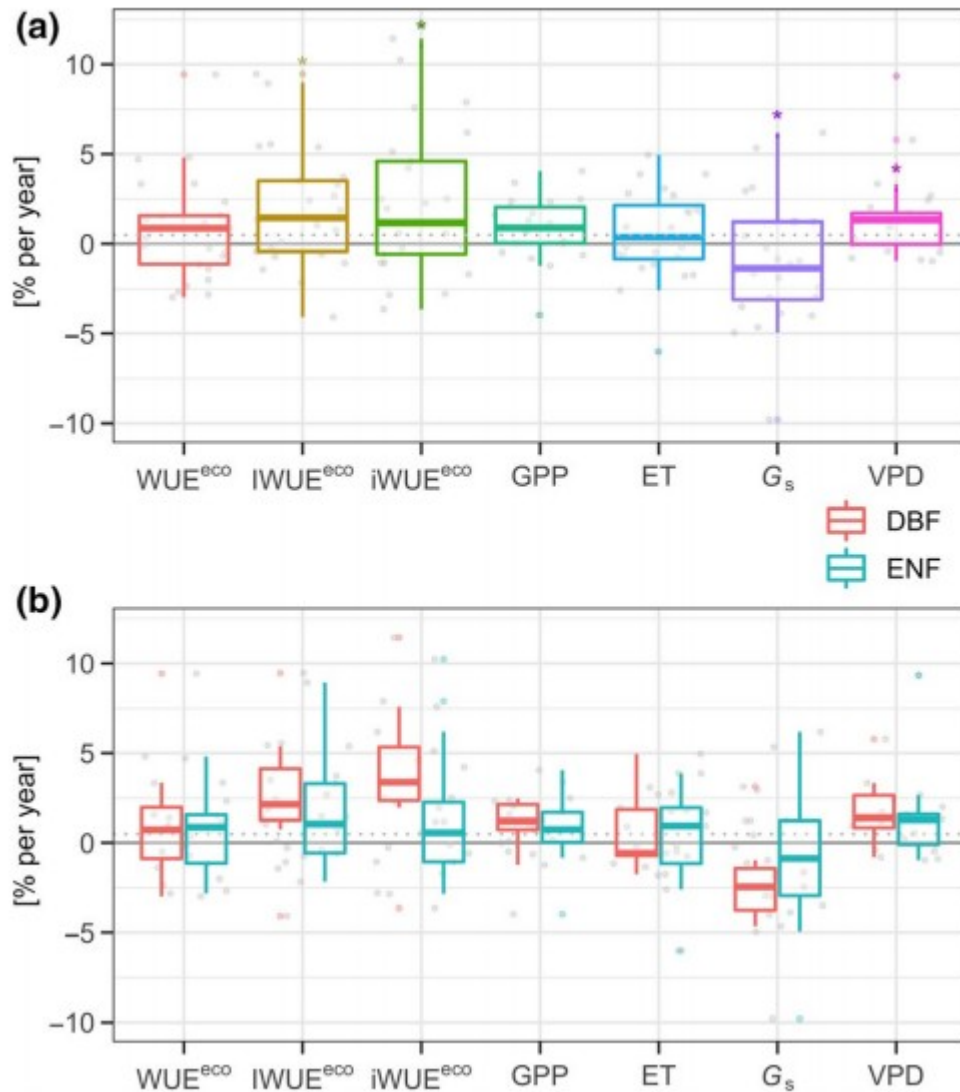 (a)
10
5
0
−5
−10
[% per year]
WUE^eco IWUE^eco iWUE^eco GPP ET G_s VPD
DBF
ENF
(b)
10
5
0
−5
−10
[% per year]
WUE^eco IWUE^eco iWUE^eco GPP ET G_s VPD